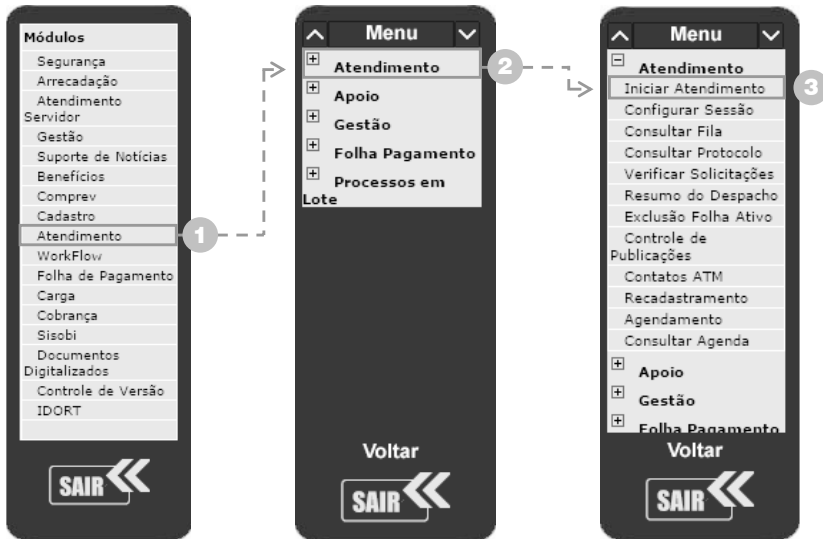 Módulos
Segurança
Arrecadação
Atendimento
Servidor
Gestão
Suporte de Notícias
Benefícios
Comprev
Cadastro
Atendimento
1
WorkFlow
Folha de Pagamento
Carga
Cobrança
Sisobi
Documentos
Digitalizados
Controle de Versão
IDORT
SAIR
Menu
Atendimento
2
Apoio
Gestão
Folha Pagamento
Processos em
Lote
Voltar
SAIR
Menu
Atendimento
Iniciar Atendimento
3
Configurar Sessão
Consultar Fila
Consultar Protocolo
Verificar Solicitações
Resumo do Despacho
Exclusão Folha Ativo
Controle de
Publicações
Contatos ATM
Recadastramento
Agendamento
Consultar Agenda
Apoio
Gestão
Folha Pagamento
Voltar
SAIR